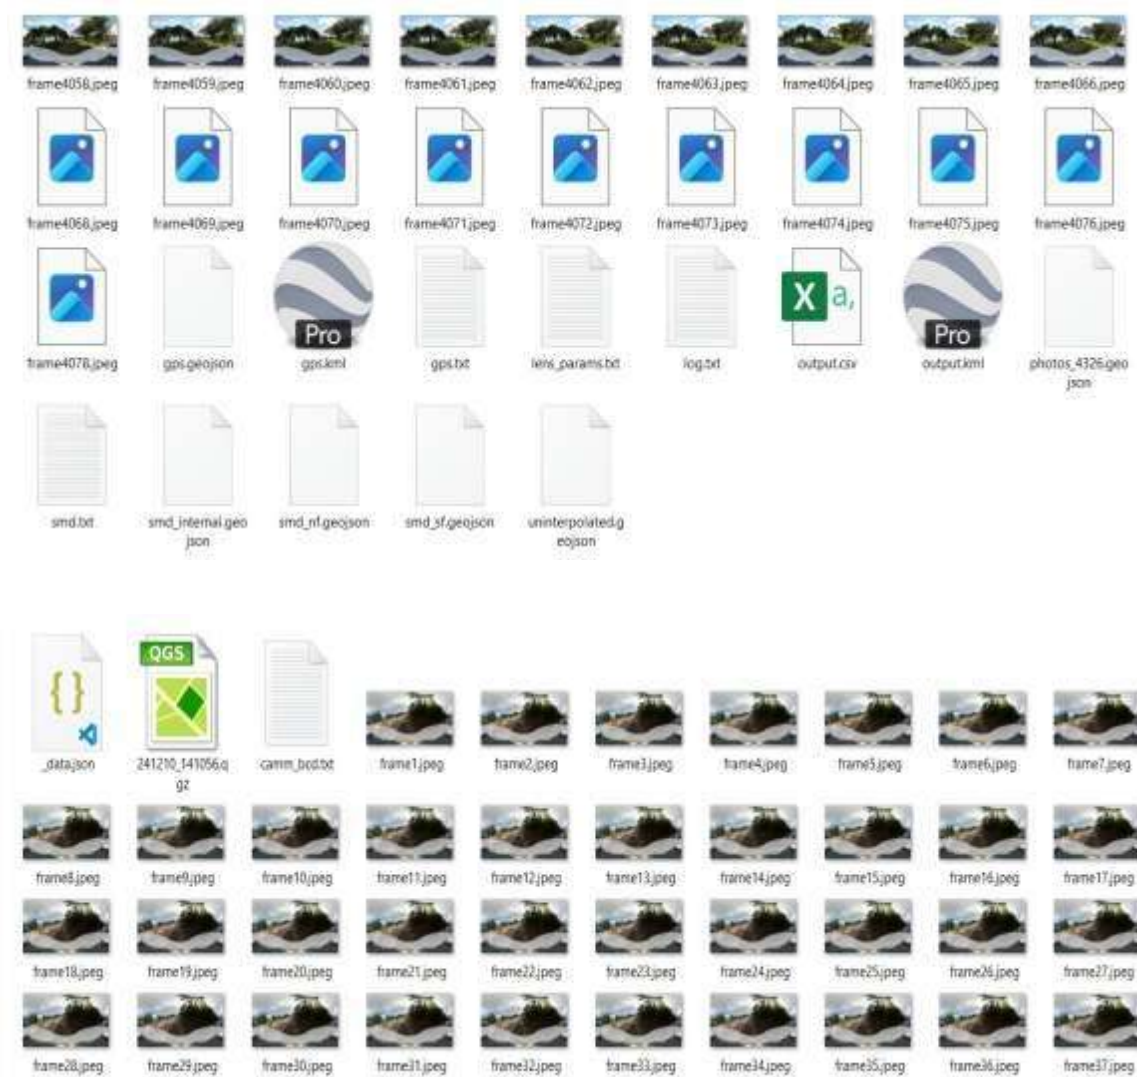 frame4058.jpeg frame4059.jpeg frame4060.jpeg frame4061.jpeg frame4062.jpeg frame4063.jpeg frame4064.jpeg frame4065.jpeg frame4066.jpeg
frame4068.jpeg frame4069.jpeg frame4070.jpeg frame4071.jpeg frame4072.jpeg frame4073.jpeg frame4074.jpeg frame4075.jpeg frame4076.jpeg
Pro X a, Pro
frame4078.jpeg gps.geojson gps.kml gps.txt lens_params.txt log.txt output.csv output.kml photos_4326.geo
json
smd.txt smd_internal.geo smd_nf.geojson smd_sf.geojson uninterpolated.g
json eojson
QGS
{}
_data.json 241210_141056.q camm_bcd.txt frame1.jpeg frame2.jpeg frame3.jpeg frame4.jpeg frame5.jpeg frame6.jpeg frame7.jpeg
gz
frame8.jpeg frame9.jpeg frame10.jpeg frame11.jpeg frame12.jpeg frame13.jpeg frame14.jpeg frame15.jpeg frame16.jpeg frame17.jpeg
frame18.jpeg frame19.jpeg frame20.jpeg frame21.jpeg frame22.jpeg frame23.jpeg frame24.jpeg frame25.jpeg frame26.jpeg frame27.jpeg
frame28.jpeg frame29.jpeg frame30.jpeg frame31.jpeg frame32.jpeg frame33.jpeg frame34.jpeg frame35.jpeg frame36.jpeg frame37.jpeg